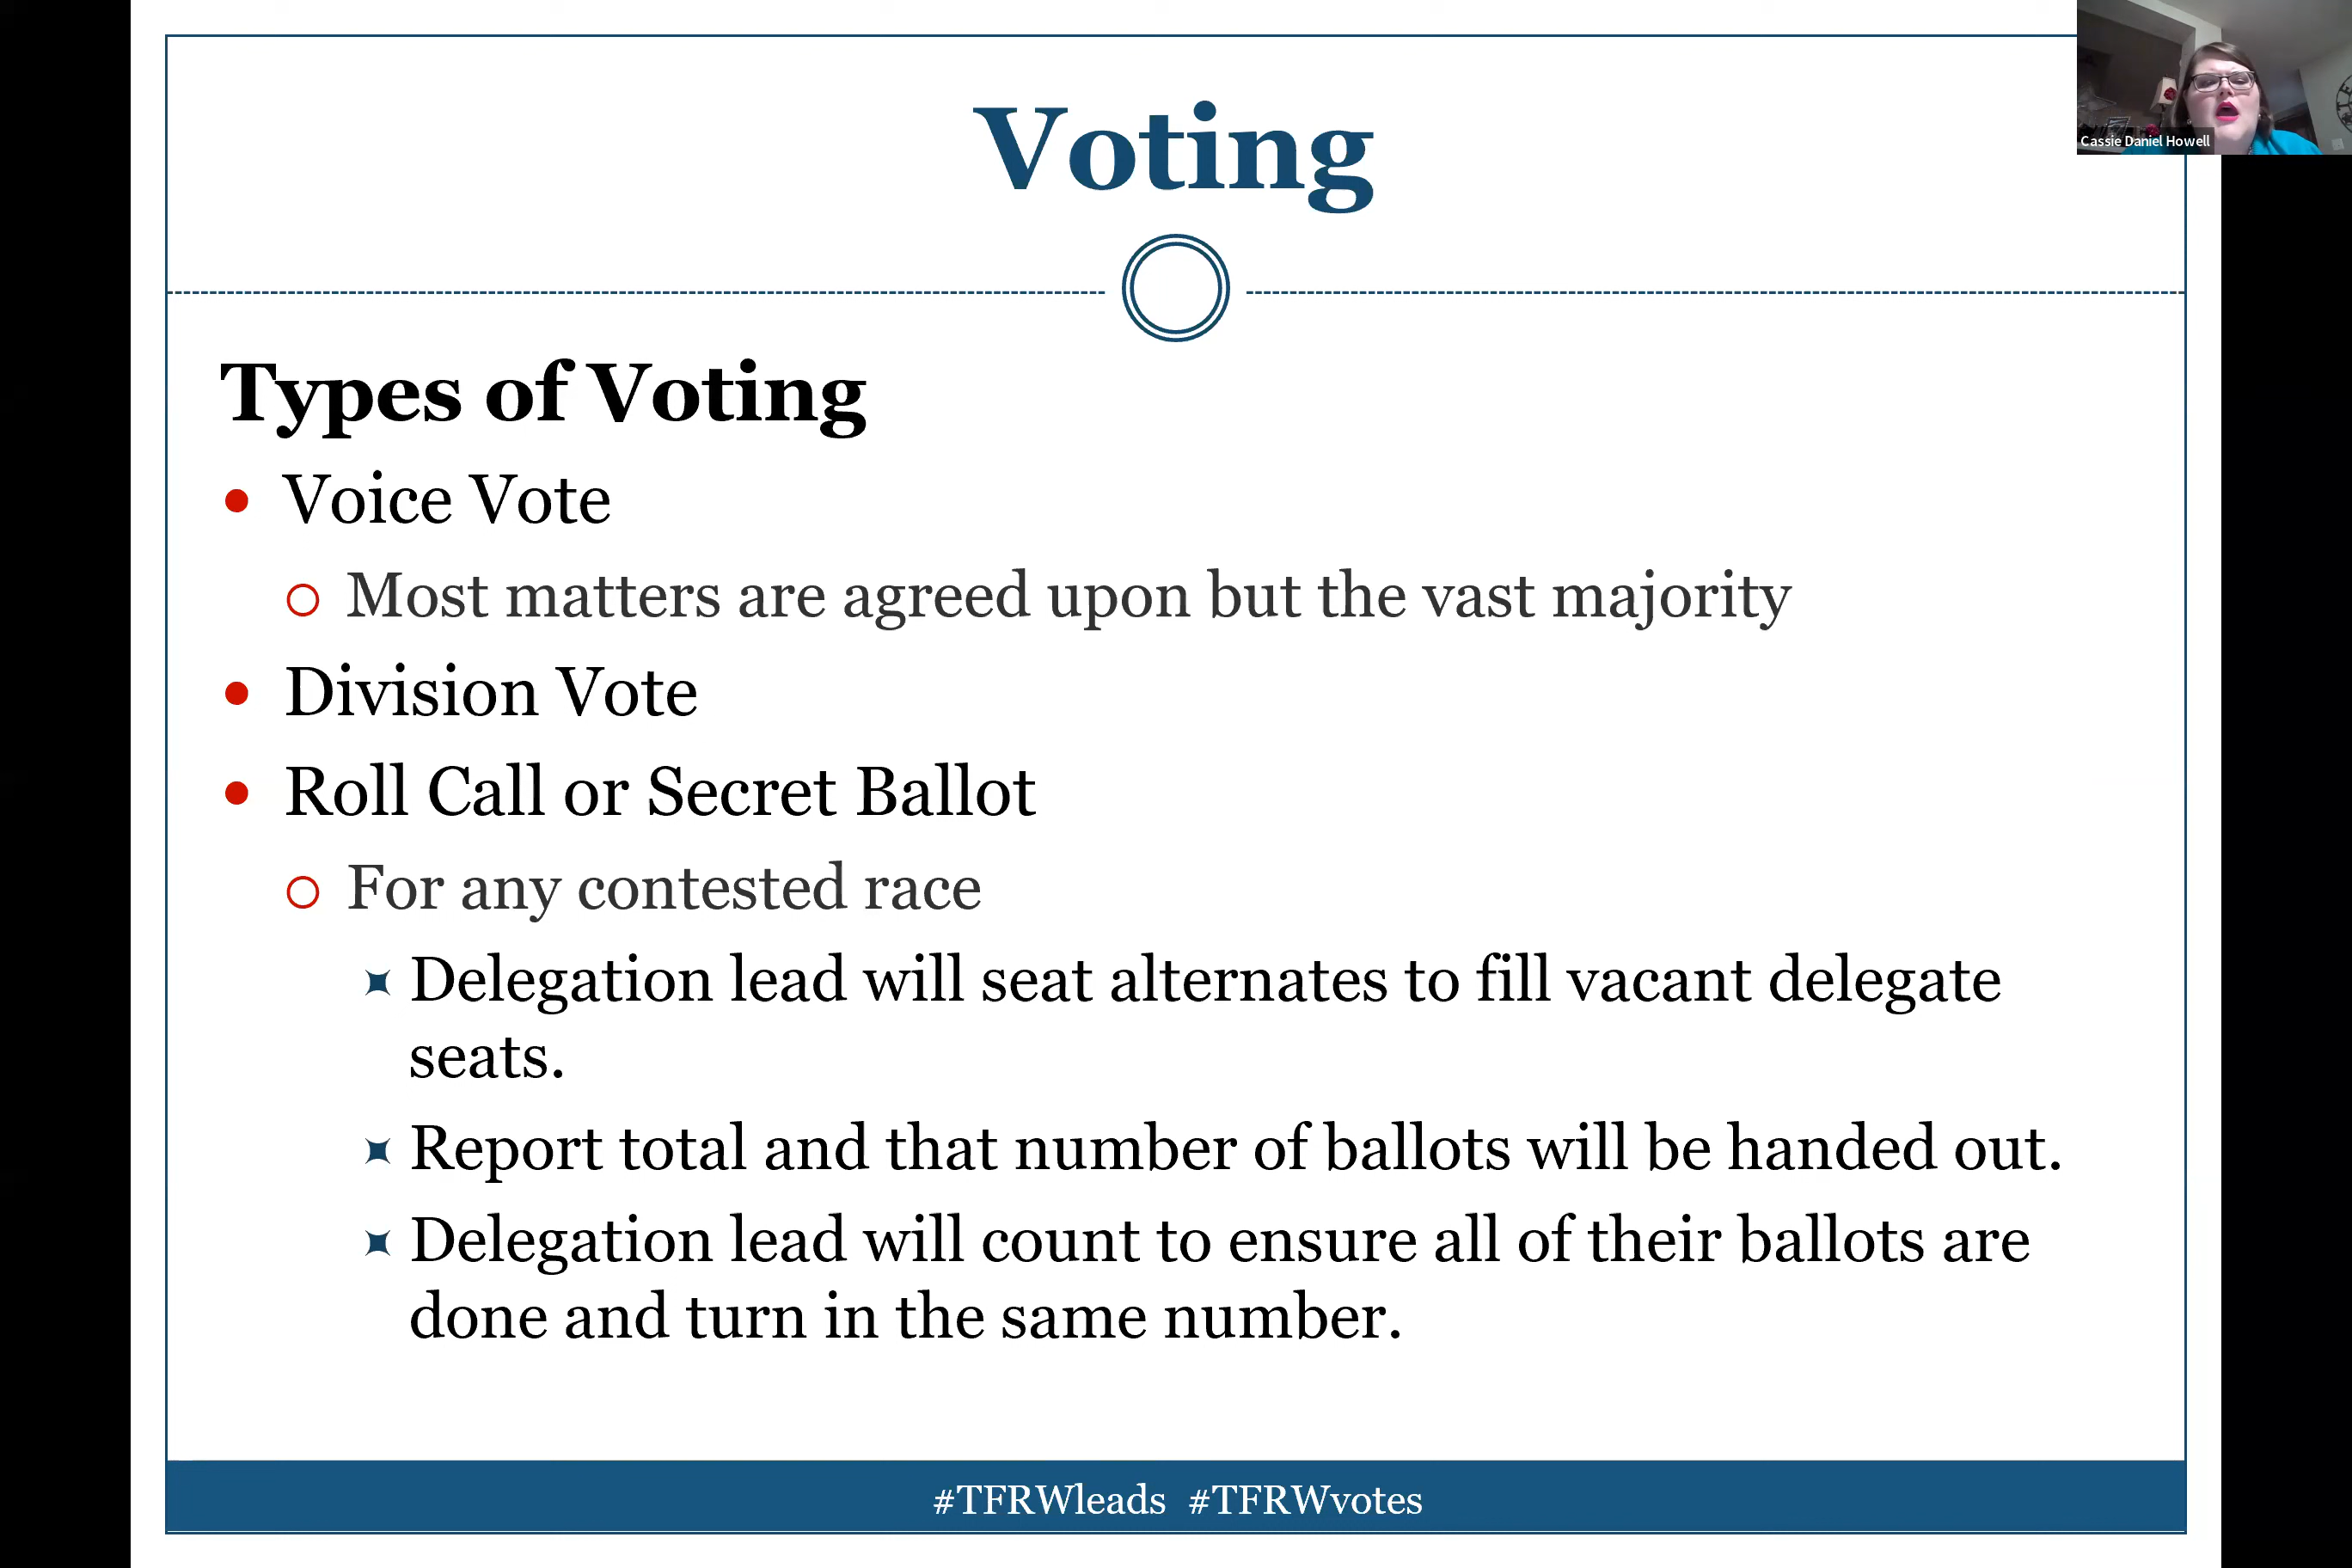 Voting
Cassie Daniel Howell
Types of Voting
Voice Vote
Most matters are agreed upon but the vast majority
Division Vote
Roll Call or Secret Ballot
For any contested race
Delegation lead will seat alternates to fill vacant delegate
seats.
Report total and that number of ballots will be handed out.
Delegation lead will count to ensure all of their ballots are
done and turn in the same number.
#TFRWleads #TFRWvotes